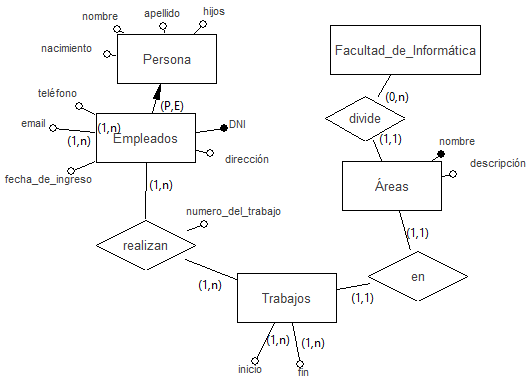 nombre
apellido
hijos
nacimiento
Persona
Facultad_de_Informática
(P,E)
(0,n)
teléfono
email
(1,n)
(1,n)
Empleados
DNI
dirección
(1,n)
fecha_de_ingreso
divide
(1,1)
nombre
descripción
Áreas
(1,n)
numero_del_trabajo
realizan
(1,1)
en
(1,n)
Trabajos
(1,1)
(1,n)
(1,n)
inicio
fin